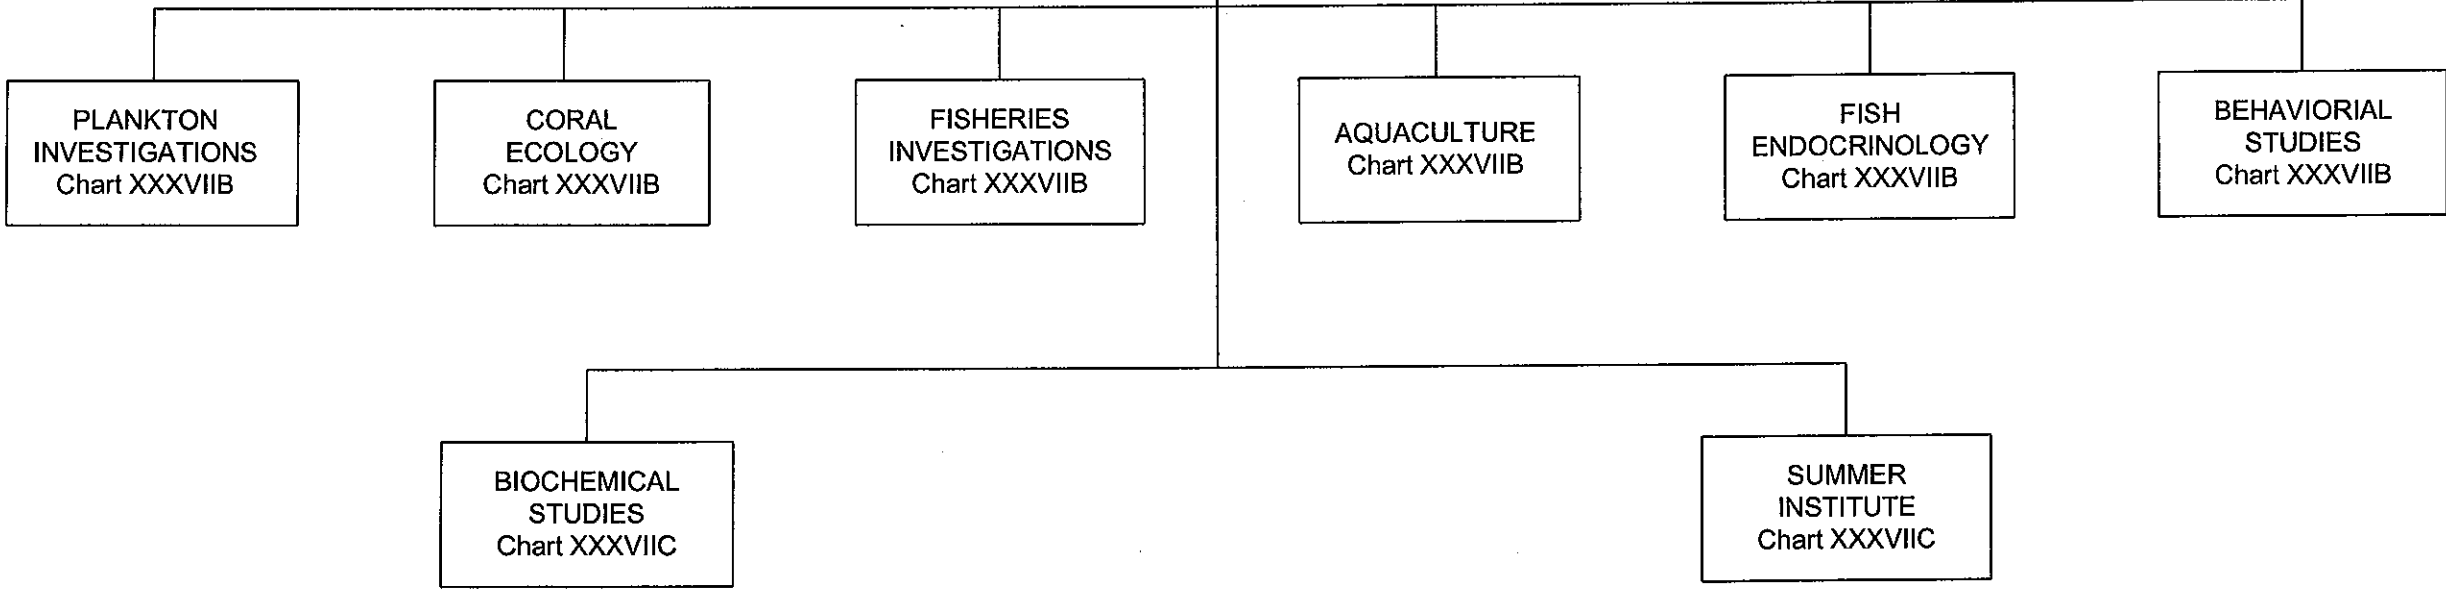 PLANKTON
INVESTIGATIONS
Chart XXXVIIB
CORAL
ECOLOGY
Chart XXXVIIB
FISHERIES
INVESTIGATIONS
Chart XXXVIIB
AQUACULTURE
Chart XXXVIIB
FISH
ENDOCRINOLOGY
Chart XXXVIIB
BEHAVIORIAL
STUDIES
Chart XXXVIIB
BIOCHEMICAL
STUDIES
Chart XXXVIIC
SUMMER
INSTITUTE
Chart XXXVIIC